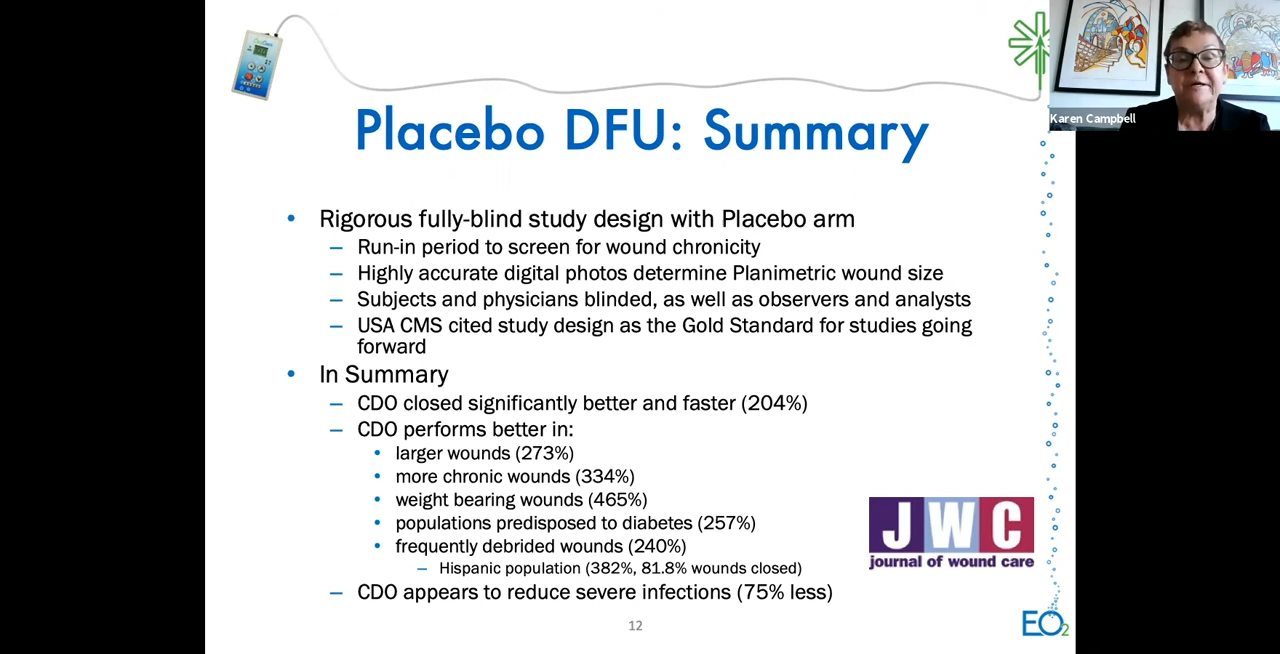 Karen Campbell
Placebo DFU: Summary
• Rigorous fully-blind study design with Placebo arm
– Run-in period to screen for wound chronicity
– Highly accurate digital photos determine Planimetric wound size
– Subjects and physicians blinded, as well as observers and analysts
– USA CMS cited study design as the Gold Standard for studies going
forward
• In Summary
– CDO closed significantly better and faster (204%)
– CDO performs better in:
• larger wounds (273%)
• more chronic wounds (334%)
• weight bearing wounds (465%)
• populations predisposed to diabetes (257%)
• frequently debrided wounds (240%)
– Hispanic population (382%, 81.8% wounds closed)
– CDO appears to reduce severe infections (75% less)
JWC
journal of wound care
12
EO2